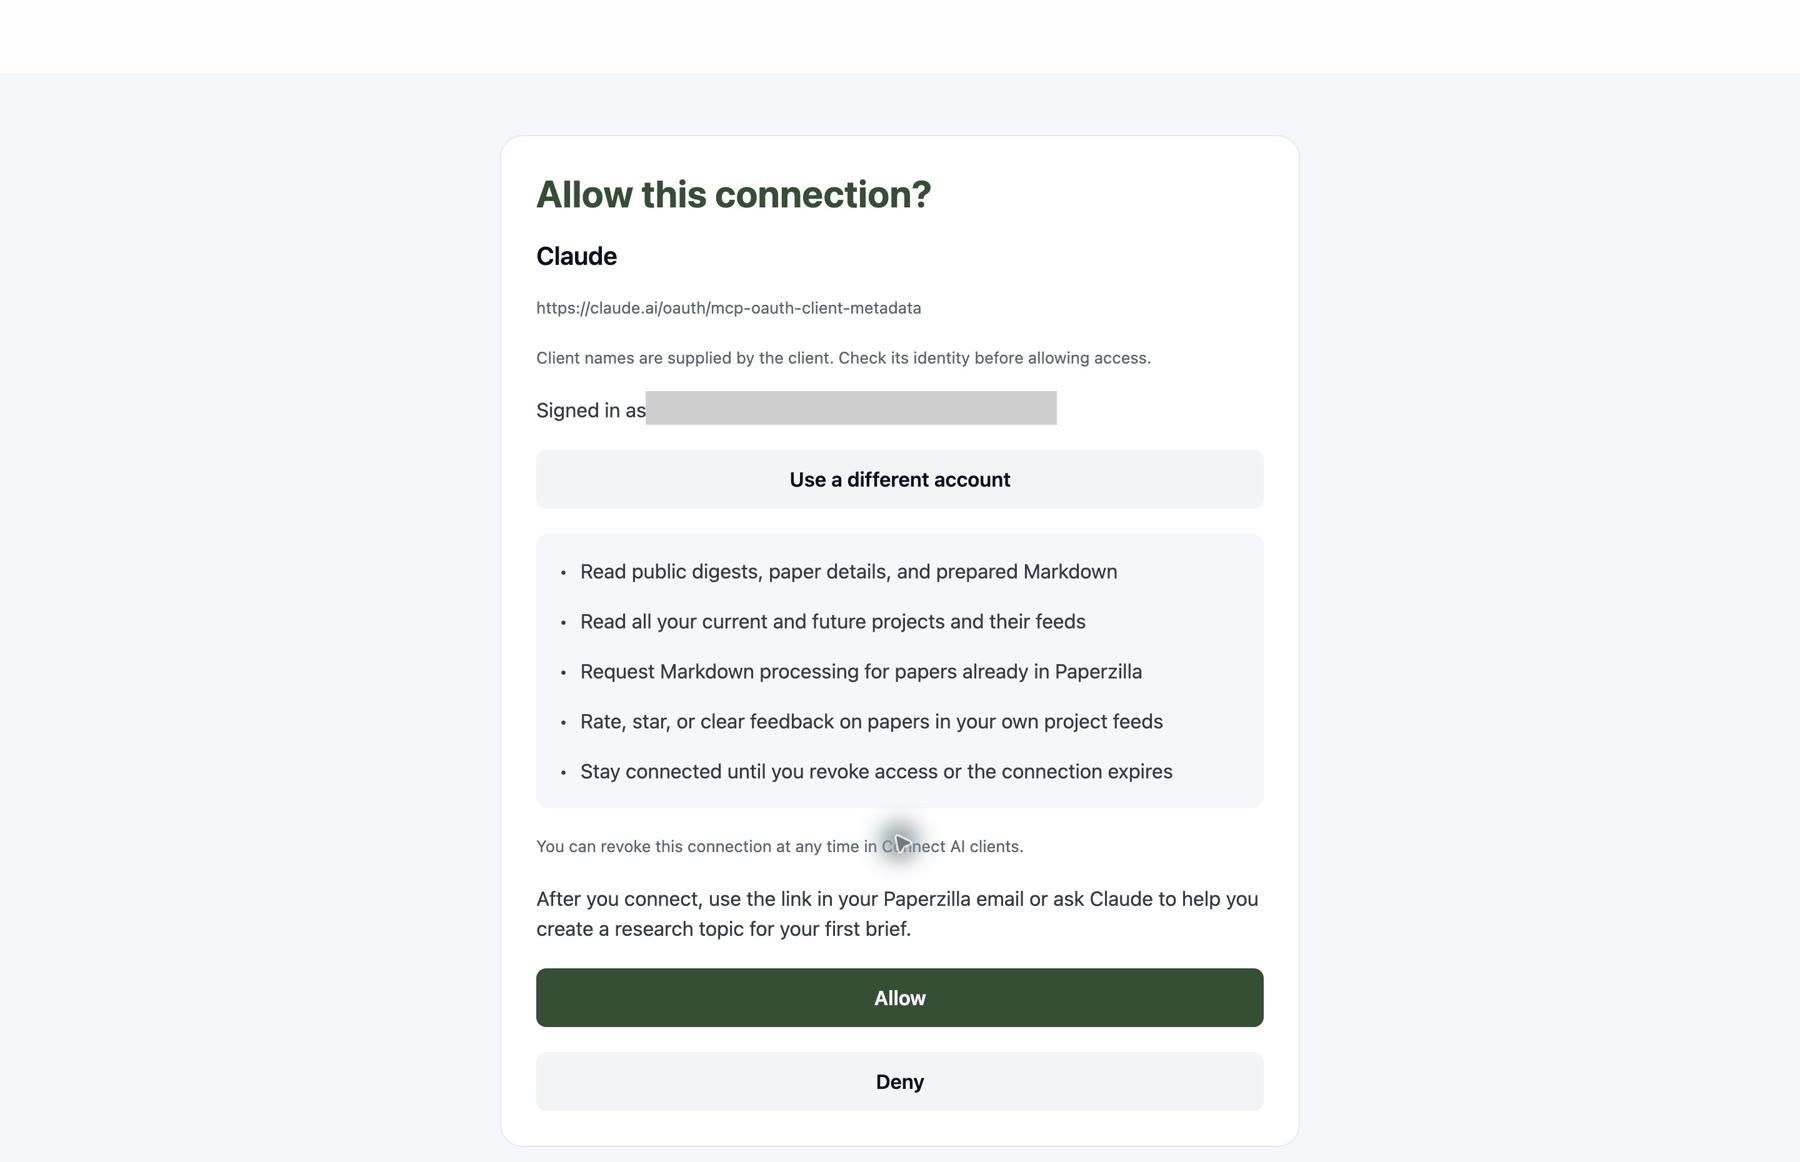 Allow this connection?
Claude
https://claude.ai/oauth/mcp-oauth-client-metadata
Client names are supplied by the client. Check its identity before allowing access.
Signed in as
Use a different account
• Read public digests, paper details, and prepared Markdown
• Read all your current and future projects and their feeds
• Request Markdown processing for papers already in Paperzilla
• Rate, star, or clear feedback on papers in your own project feeds
• Stay connected until you revoke access or the connection expires
You can revoke this connection at any time in Connect AI clients.
After you connect, use the link in your Paperzilla email or ask Claude to help you
create a research topic for your first brief.
Allow
Deny